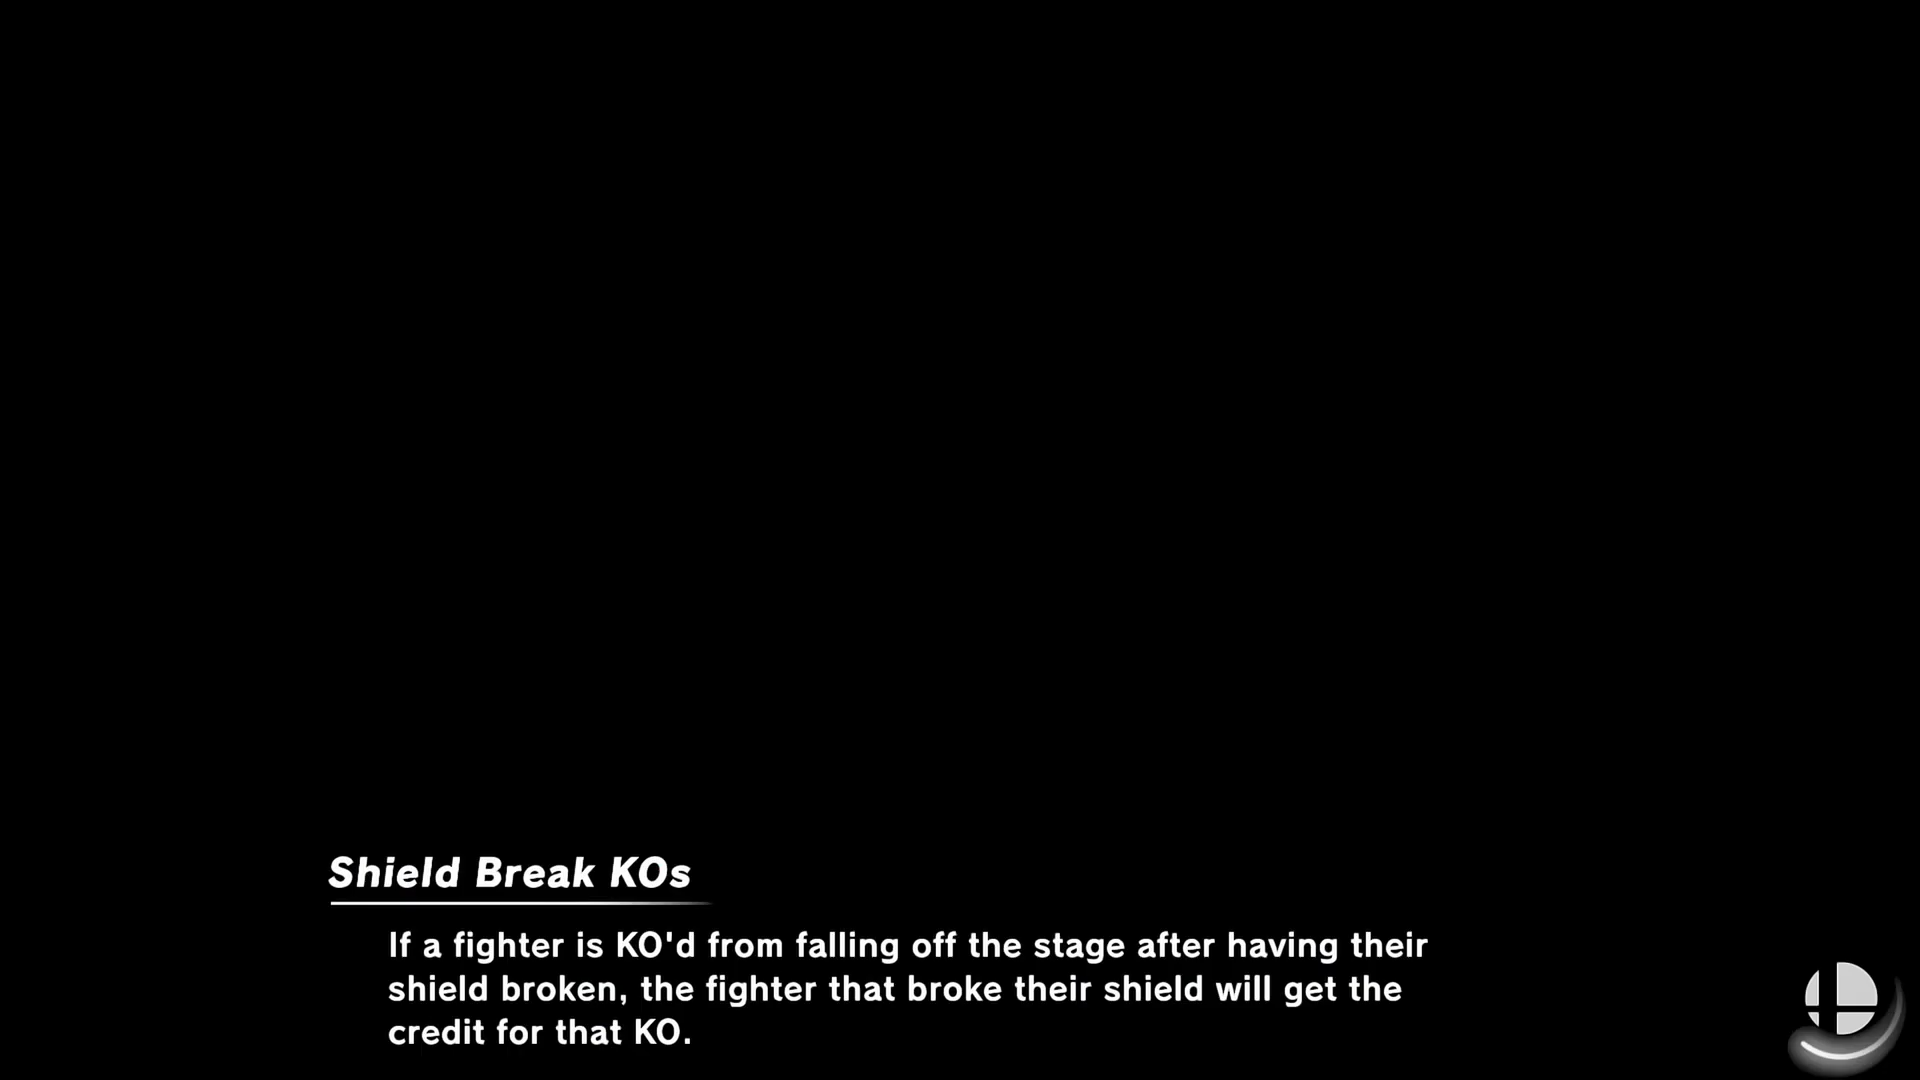 Shield Break KOs
If a fighter is KO'd from falling off the stage after having their
shield broken, the fighter that broke their shield will get the
credit for that KO.